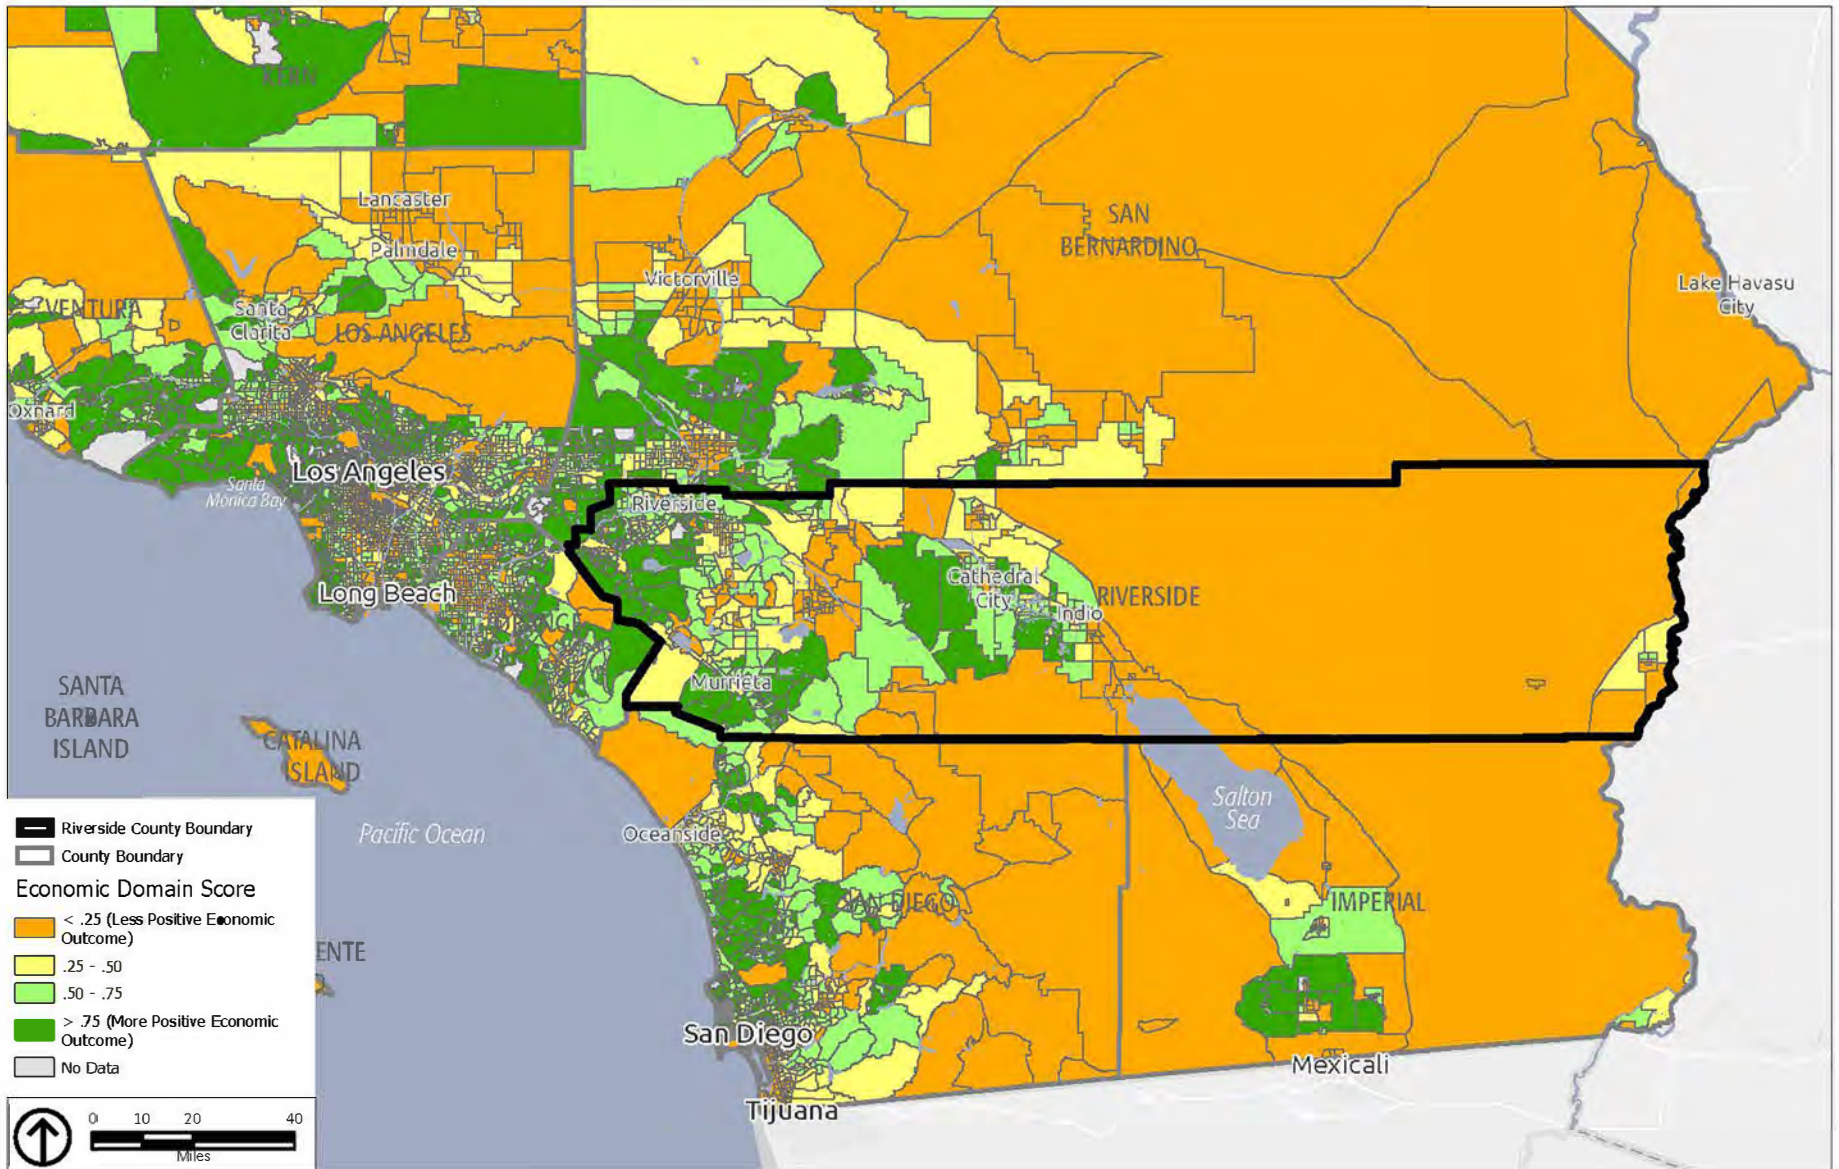 KERN
Lancaster
Palmdale
SAN
BERNARDINO
Victorville
Lake Havasu
City
VENTURA
Santa
Clarita
LOS ANGELES
Oxnard
Los Angeles
Santa
Monica Bay
Riverside
Long Beach
Cathedral
City
RIVERSIDE
Indio
Murrieta
SANTA
BARBARA
ISLAND
CATALINA
ISLAND
Salton
Sea
Pacific Ocean
Oceanside
SAN DIEGO
IMPERIAL
ENTE
San Diego
Mexicali
Tijuana
Riverside County Boundary
County Boundary
Economic Domain Score
< .25 (Less Positive Economic
Outcome)
.25 - .50
.50 - .75
> .75 (More Positive Economic
Outcome)
No Data
0 10 20 40
Miles